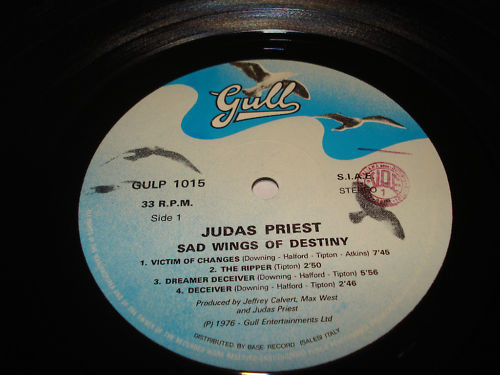 Gull
GULP 1015
S.I.A.E.
33 R.P.M.
STEREO
1
Side 1
JUDAS PRIEST
SAD WINGS OF DESTINY
1. VICTIM OF CHANGES (Downing - Halford - Tipton - Atkins) 7'45
2. THE RIPPER (Tipton) 2'50
3. DREAMER DECEIVER (Downing - Halford - Tipton) 5'56
4. DECEIVER (Downing - Halford - Tipton) 2'46
Produced by Jeffrey Calvert, Max West
and Judas Priest
(P) 1976 - Gull Entertainments Ltd
DISTRIBUTED BY BASE RECORD (SALES) ITALY